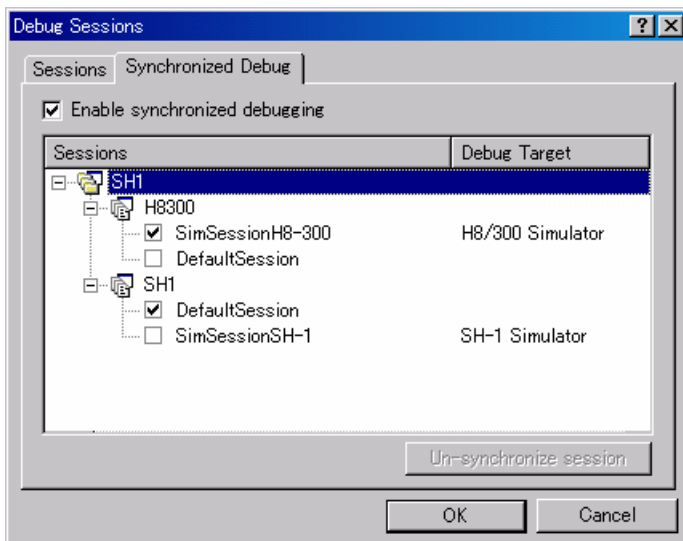 Debug Sessions
Sessions Synchronized Debug
Enable synchronized debugging
Sessions Debug Target
SH1
H8300
SimSessionH8-300 H8/300 Simulator
DefaultSession
SH1
DefaultSession
SimSessionSH-1 SH-1 Simulator
Un-synchronize session
OK Cancel